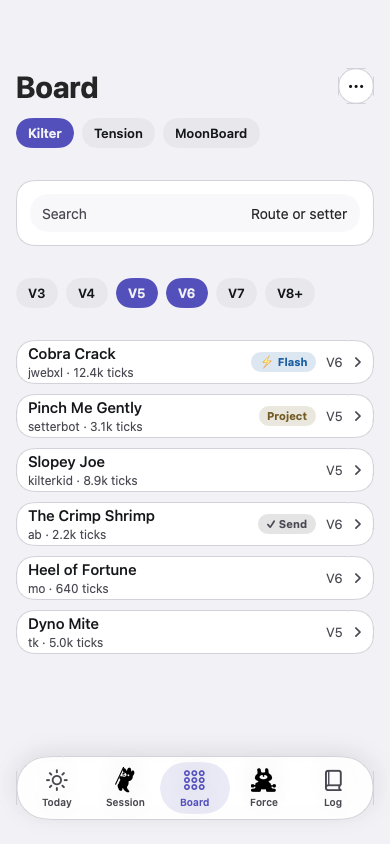 Board
Kilter Tension MoonBoard
Search Route or setter
V3 V4 V5 V6 V7 V8+
Cobra Crack
jwebxl · 12.4k ticks
⚡ Flash V6
Pinch Me Gently
setterbot · 3.1k ticks
Project V5
Slopey Joe
kilterkid · 8.9k ticks
V5
The Crimp Shrimp
ab · 2.2k ticks
✓ Send V6
Heel of Fortune
mo · 640 ticks
V6
Dyno Mite
tk · 5.0k ticks
V5
Today Session Board Force Log